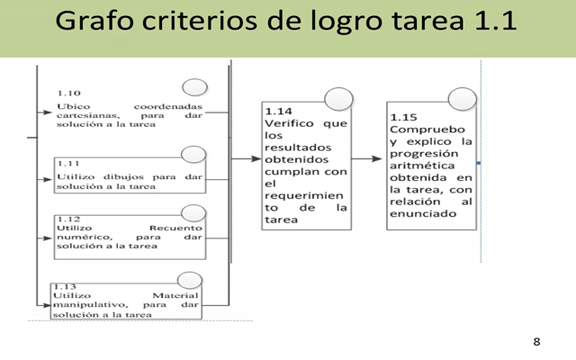 Grafo criterios de logro tarea 1.1
1.10
Ubico coordenadas
cartesianas, para dar
solución a la tarea
1.11
Utilizo dibujos para dar
solución a la tarea
1.12
Utilizo Recuento
numérico, para dar
solución a la tarea
1.13
Utilizo Material
manipulativo, para dar
solución a la tarea
1.14
Verifico que
los
resultados
obtenidos
cumplan con
el
requerimien
to de la
tarea
1.15
Compruebo
y explico la
progresión
aritmética
obtenida en
la tarea, con
relación al
enunciado
8